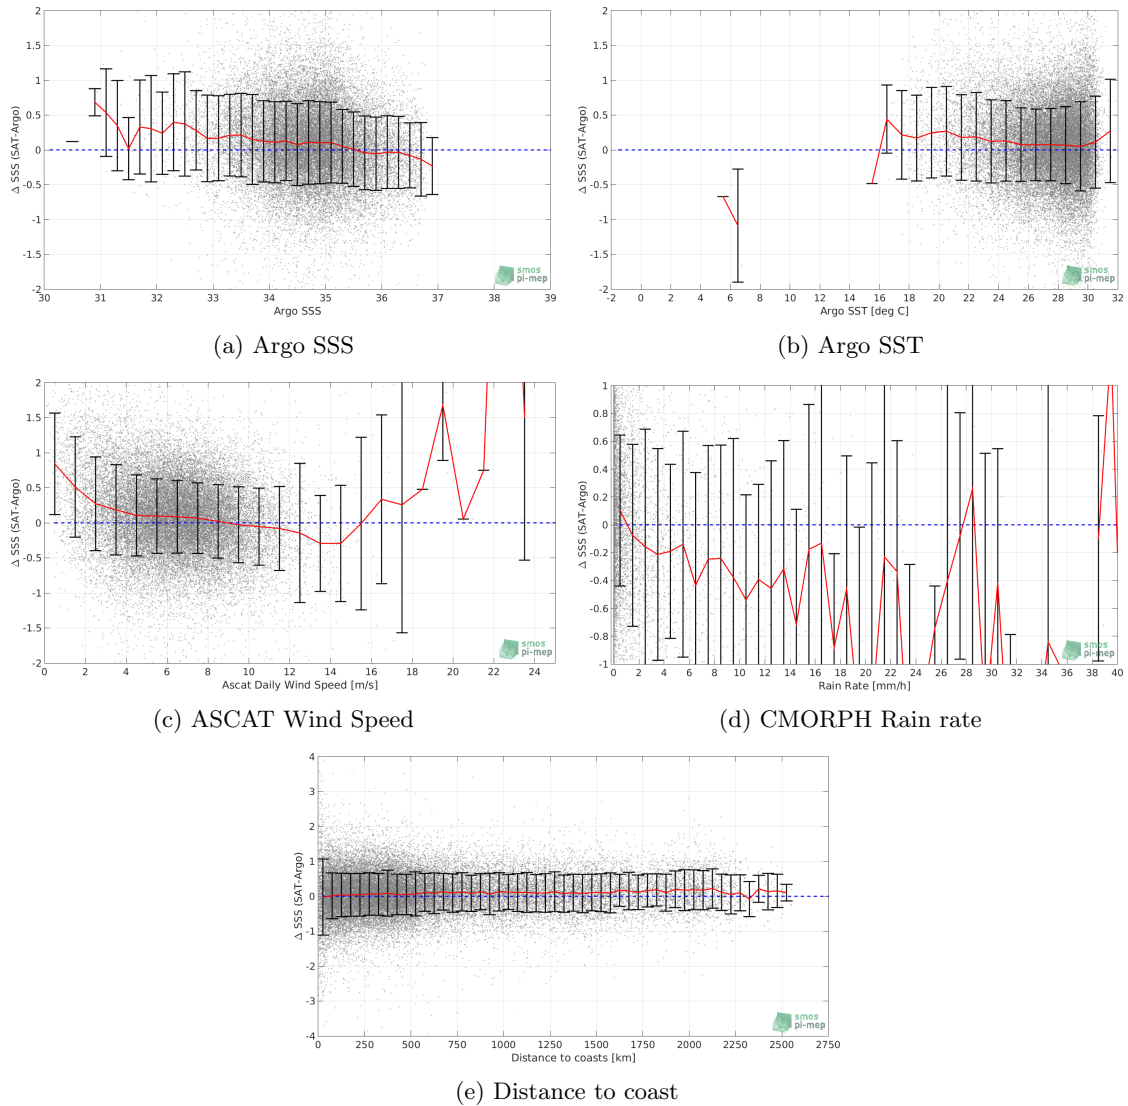 2
1.5
1
0.5
0
-0.5
-1
-1.5
-2
Δ SSS (SAT-Argo)
30 31 32 33 34 35 36 37 38 39
Argo SSS
smos
pi-mep
(a) Argo SSS
2
1.5
1
0.5
0
-0.5
-1
-1.5
-2
Δ SSS (SAT-Argo)
-2 0 2 4 6 8 10 12 14 16 18 20 22 24 26 28 30 32
Argo SST [deg C]
smos
pi-mep
(b) Argo SST
2
1.5
1
0.5
0
-0.5
-1
-1.5
-2
Δ SSS (SAT-Argo)
0 2 4 6 8 10 12 14 16 18 20 22 24
Ascat Daily Wind Speed [m/s]
smos
pi-mep
(c) ASCAT Wind Speed
1
0.8
0.6
0.4
0.2
0
-0.2
-0.4
-0.6
-0.8
-1
Δ SSS (SAT-Argo)
0 2 4 6 8 10 12 14 16 18 20 22 24 26 28 30 32 34 36 38 40
Rain Rate [mm/h]
smos
pi-mep
(d) CMORPH Rain rate
4
3
2
1
0
-1
-2
-3
-4
Δ SSS (SAT-Argo)
0 250 500 750 1000 1250 1500 1750 2000 2250 2500 2750
Distance to coasts [km]
smos
pi-mep
(e) Distance to coast